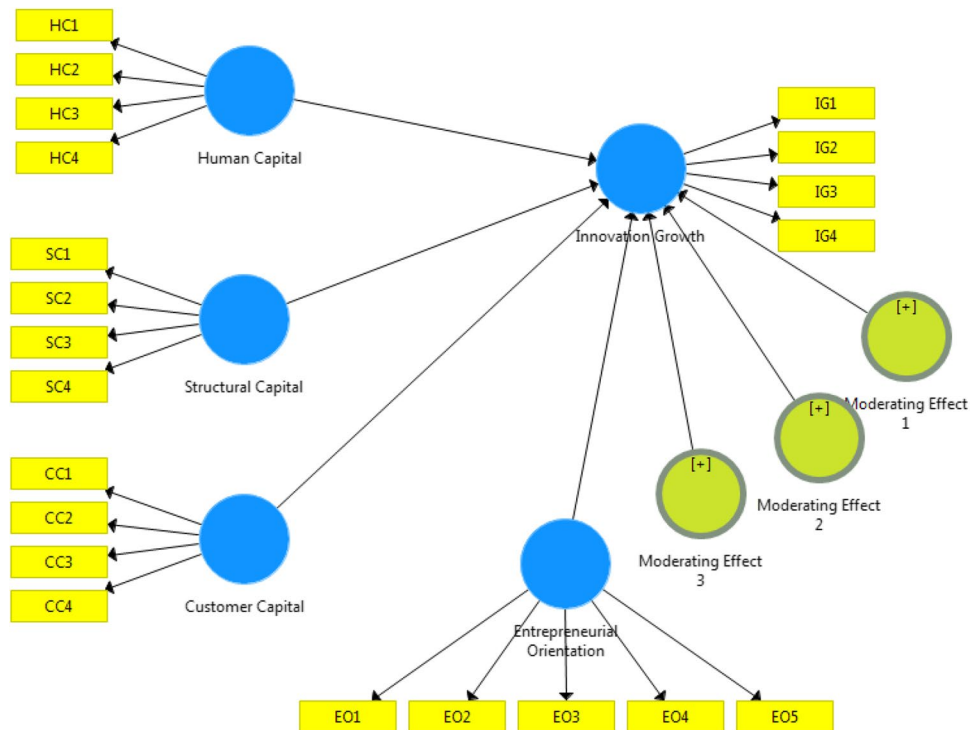 HC1
HC2
HC3
HC4
Human Capital
IG1
IG2
IG3
IG4
Innovation Growth
SC1
SC2
SC3
SC4
Structural Capital
[+]
Moderating Effect
1
[+]
Moderating Effect
2
[+]
Moderating Effect
3
CC1
CC2
CC3
CC4
Customer Capital
Entrepreneurial
Orientation
EO1
EO2
EO3
EO4
EO5